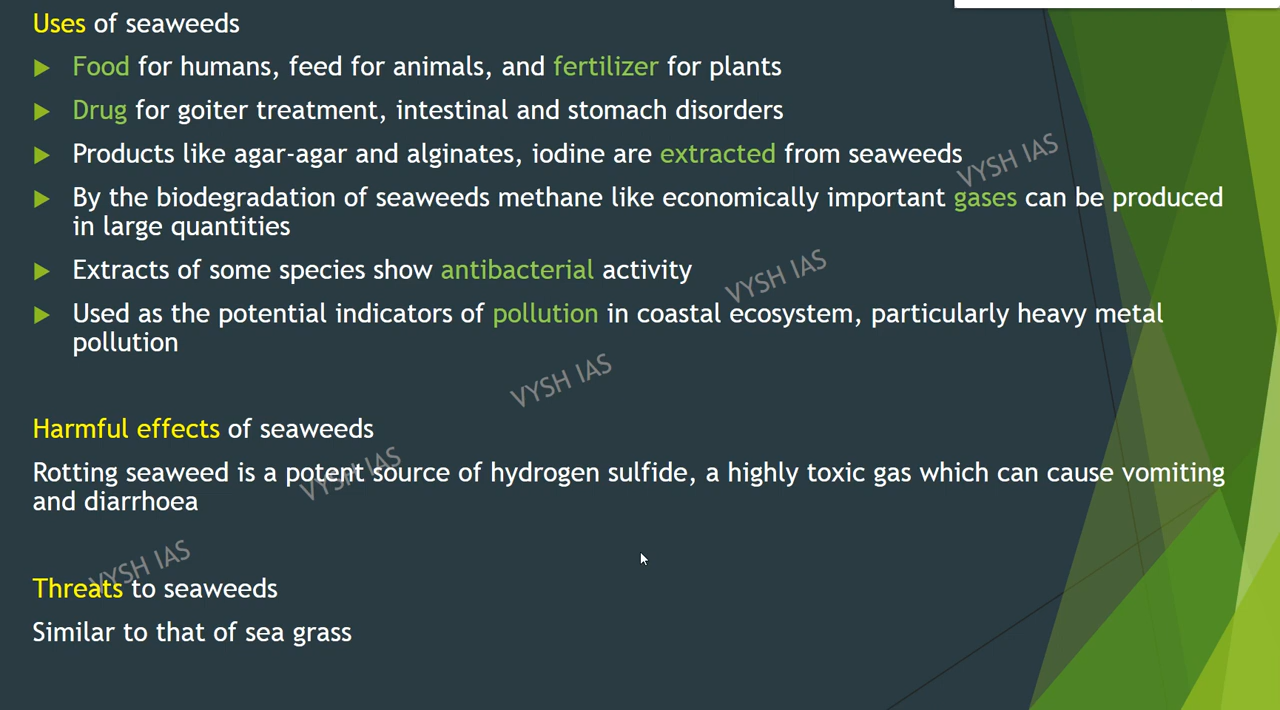 Uses of seaweeds
Food for humans, feed for animals, and fertilizer for plants
Drug for goiter treatment, intestinal and stomach disorders
Products like agar-agar and alginates, iodine are extracted from seaweeds
By the biodegradation of seaweeds methane like economically important gases can be produced
in large quantities
Extracts of some species show antibacterial activity
Used as the potential indicators of pollution in coastal ecosystem, particularly heavy metal
pollution
Harmful effects of seaweeds
Rotting seaweed is a potent source of hydrogen sulfide, a highly toxic gas which can cause vomiting
and diarrhoea
Threats to seaweeds
Similar to that of sea grass
VYSH IAS
VYSH IAS
VYSH IAS
VYSH IAS
VYSH IAS